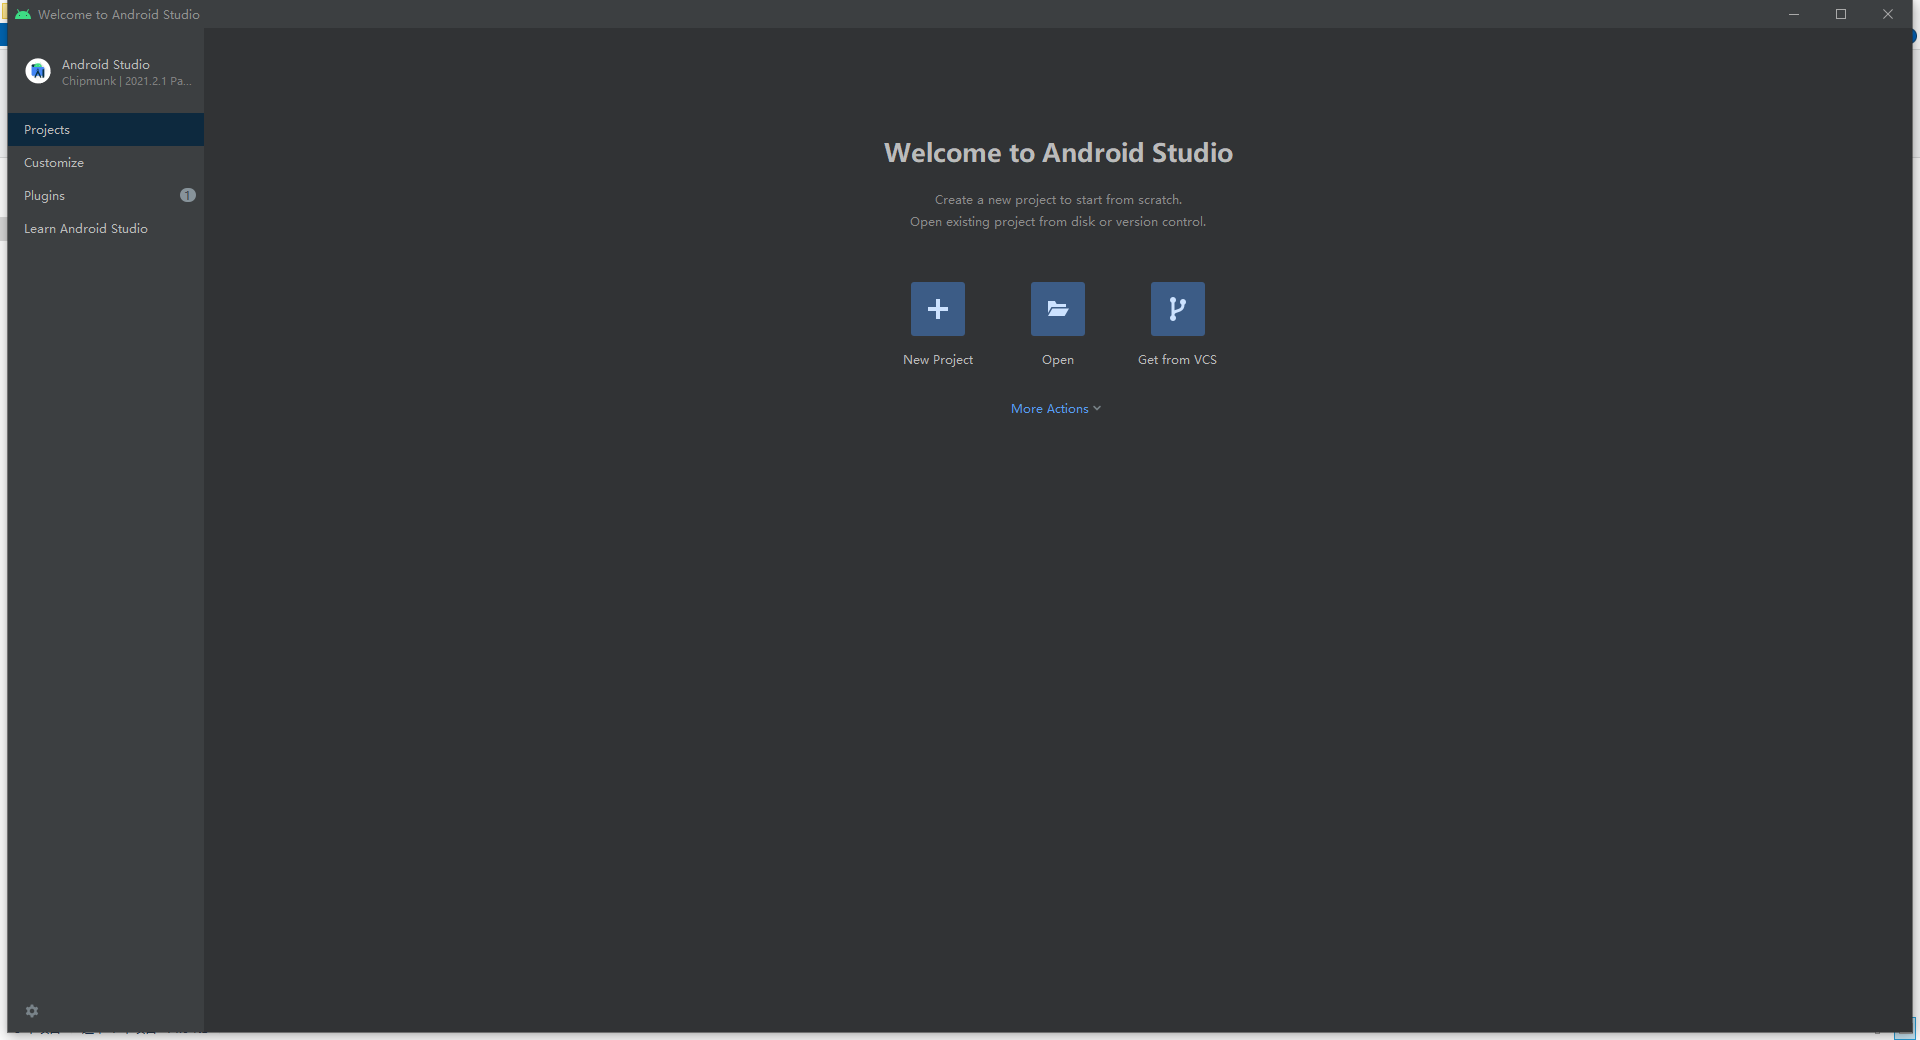 Welcome to Android Studio
Android Studio
Chipmunk | 2021.2.1 Pa...
Projects
Customize
Plugins
1
Learn Android Studio
Welcome to Android Studio
Create a new project to start from scratch.
Open existing project from disk or version control.
New Project
Open
Get from VCS
More Actions